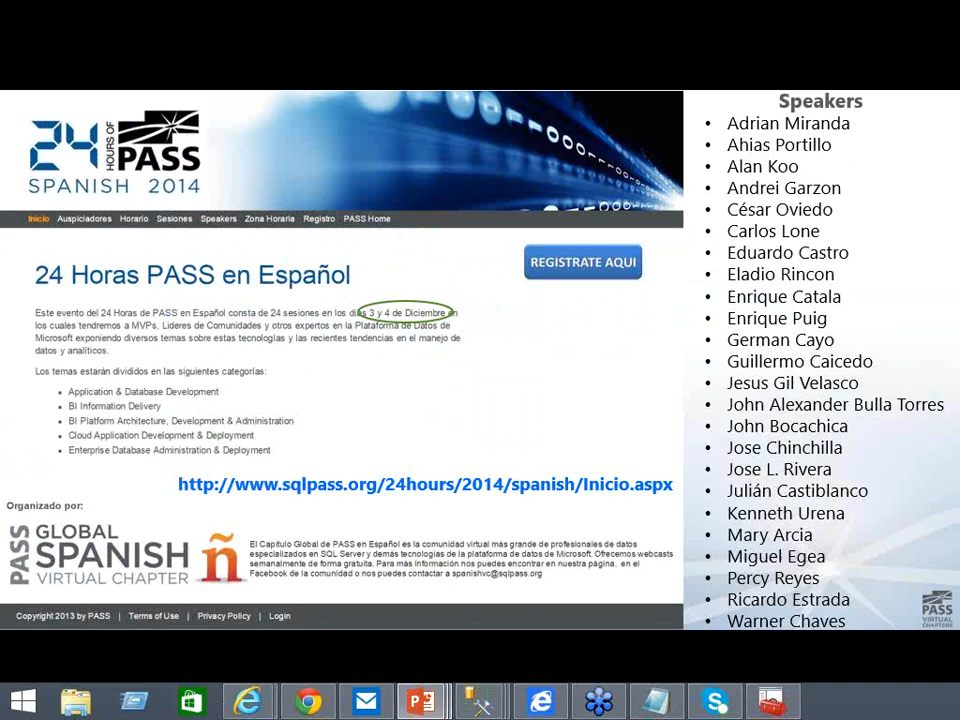 24 HOURS OF PASS
SPANISH 2014
Inicio Auspiciadores Horario Sesiones Speakers Zona Horaria Registro PASS Home
24 Horas PASS en Español
REGISTRATE AQUI
Este evento del 24 Horas de PASS en Español consta de 24 sesiones en los días 3 y 4 de Diciembre en
los cuales tendremos a MVPs, Lideres de Comunidades y otros expertos en la Plataforma de Datos de
Microsoft exponiendo diversos temas sobre estas tecnologías y las recientes tendencias en el manejo de
datos y analíticos.
Los temas estarán divididos en las siguientes categorías:
▪ Application & Database Development
▪ BI Information Delivery
▪ BI Platform Architecture, Development & Administration
▪ Cloud Application Development & Deployment
▪ Enterprise Database Administration & Deployment
http://www.sqlpass.org/24hours/2014/spanish/Inicio.aspx
Organizado por:
PASS
GLOBAL
SPANISH
VIRTUAL CHAPTER
ñ
El Capítulo Global de PASS en Español es la comunidad virtual más grande de profesionales de datos
especializados en SQL Server y demás tecnologías de la plataforma de datos de Microsoft. Ofrecemos webcasts
semanalmente de forma gratuita. Para más información nos puedes encontrar en nuestra página, en el
Facebook de la comunidad o nos puedes contactar a spanishvc@sqlpass.org
Copyright 2013 by PASS | Terms of Use | Privacy Policy | Login
Speakers
• Adrian Miranda
• Ahias Portillo
• Alan Koo
• Andrei Garzon
• César Oviedo
• Carlos Lone
• Eduardo Castro
• Eladio Rincon
• Enrique Catala
• Enrique Puig
• German Cayo
• Guillermo Caicedo
• Jesus Gil Velasco
• John Alexander Bulla Torres
• John Bocachica
• Jose Chinchilla
• Jose L. Rivera
• Julián Castiblanco
• Kenneth Urena
• Mary Arcia
• Miguel Egea
• Percy Reyes
• Ricardo Estrada
• Warner Chaves
PASS
VIRTUAL
CHAPTERS